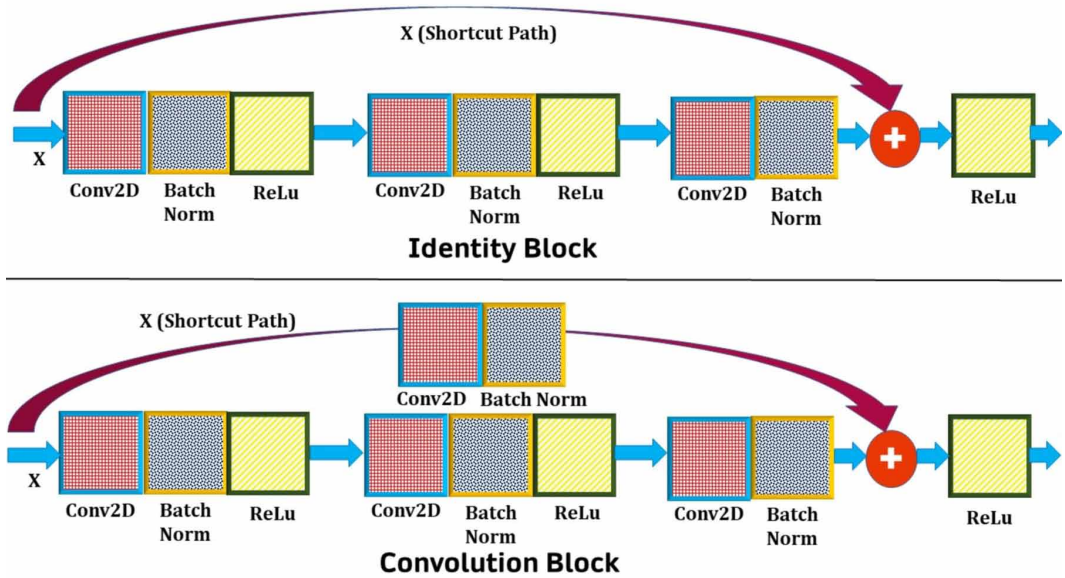 X (Shortcut Path)
X
Conv2D
Batch
Norm
ReLu
Conv2D
Batch
Norm
ReLu
Conv2D
Batch
Norm
ReLu
Identity Block
X (Shortcut Path)
Conv2D
Batch Norm
X
Conv2D
Batch
Norm
ReLu
Conv2D
Batch
Norm
ReLu
Conv2D
Batch
Norm
ReLu
Convolution Block